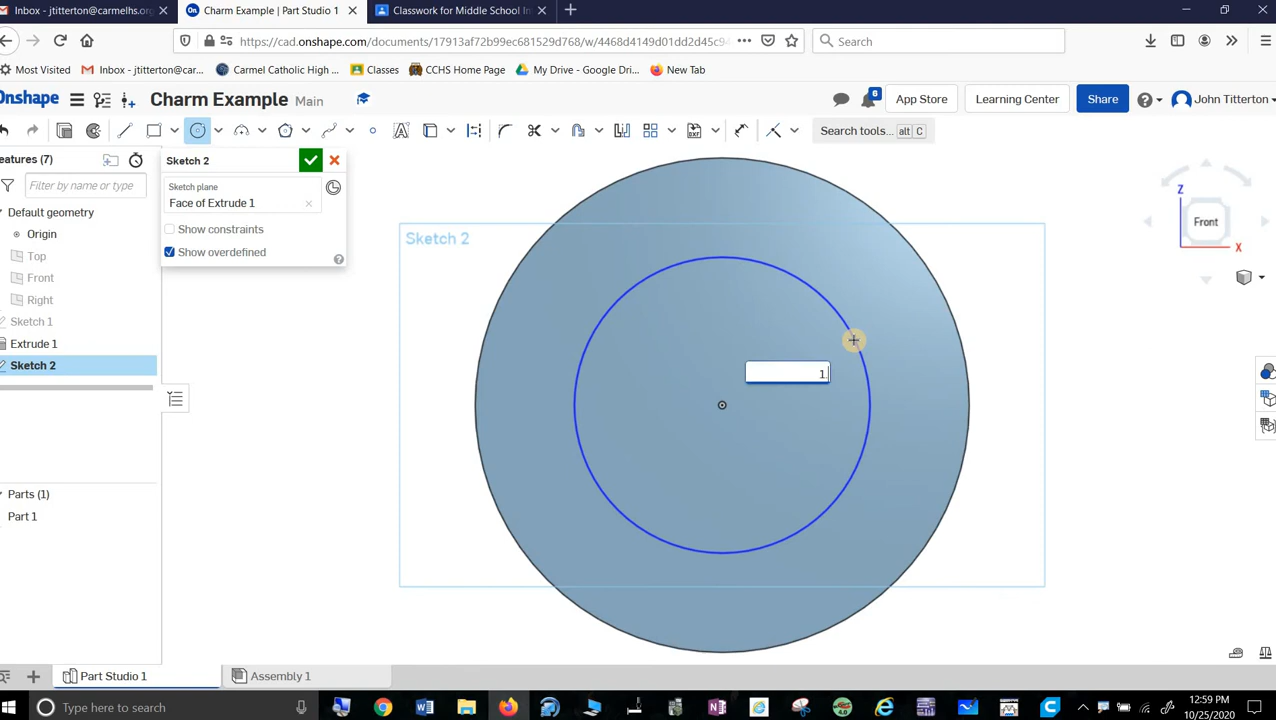 Inbox - jtitterton@carmelhs.org
Charm Example | Part Studio 1
Classwork for Middle School In
https://cad.onshape.com/documents/17913af72b99ec681529d768/w/4468d4149d01dd2d45c94
Search
Most Visited
Inbox - jtitterton@car...
Carmel Catholic High ...
Classes
CCHS Home Page
My Drive - Google Dri...
New Tab
Onshape
Charm Example Main
6
App Store
Learning Center
Share
John Titterton
Search tools... alt C
Features (7)
Filter by name or type
Default geometry
Origin
Top
Front
Right
Sketch 1
Extrude 1
Sketch 2
Parts (1)
Part 1
Sketch 2
Sketch plane
Face of Extrude 1
Show constraints
Show overdefined
Sketch 2
1.
Z
Front
X
Part Studio 1
Assembly 1
Type here to search
12:59 PM
10/25/2020